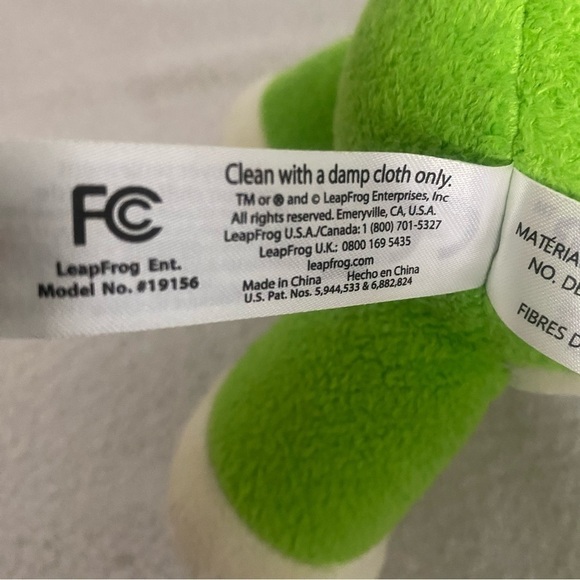 FC
LeapFrog Ent.
Model No. #19156
Clean with a damp cloth only.
TM or ® and © LeapFrog Enterprises, Inc
All rights reserved. Emeryville, CA, U.S.A.
LeapFrog U.S.A./Canada: 1 (800) 701-5327
LeapFrog U.K.: 0800 169 5435
leapfrog.com
Made in China Hecho en China
U.S. Pat. Nos. 5,944,533 & 6,882,824
NO. DE
FIBRES D